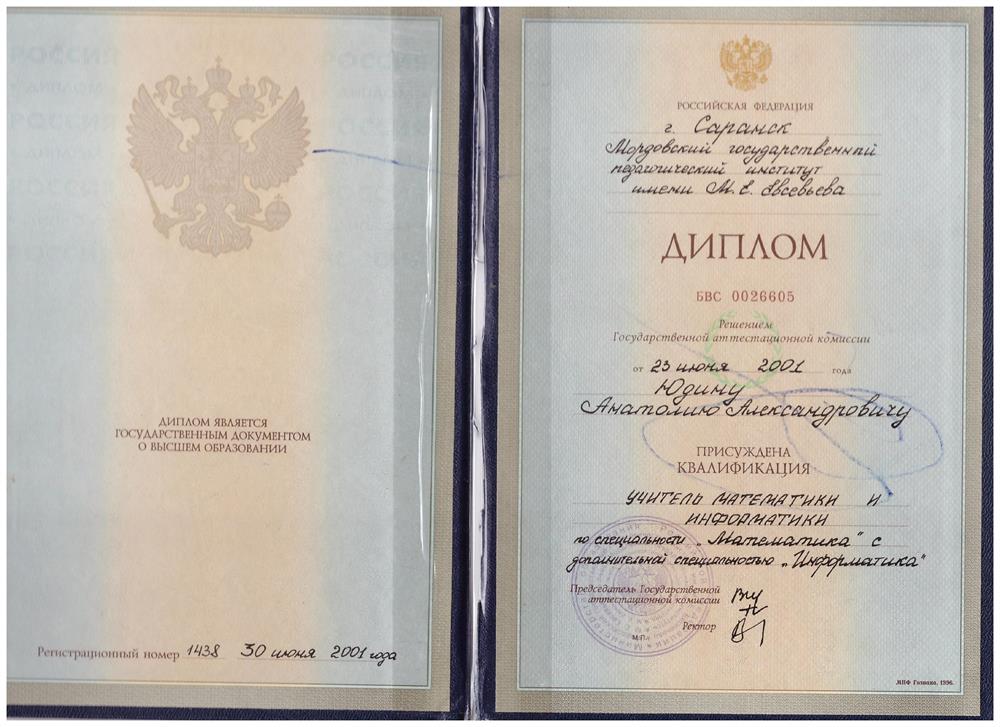 ДИПЛОМ ЯВЛЯЕТСЯ
ГОСУДАРСТВЕННЫМ ДОКУМЕНТОМ
О ВЫСШЕМ ОБРАЗОВАНИИ
Регистрационный номер 1438 30 июня 2001 года
РОССИЙСКАЯ ФЕДЕРАЦИЯ
г. Саранск
Мордовский государственный
педагогический институт
имени М. Е. Евсевьева
ДИПЛОМ
БВС 0026605
Решением
Государственной аттестационной комиссии
от 23 июня 2001 года
Юдину
Анатолию Александровичу
ПРИСУЖДЕНА
КВАЛИФИКАЦИЯ
УЧИТЕЛЬ МАТЕМАТИКИ И
ИНФОРМАТИКИ
по специальности „Математика" с
дополнительной специальностью „Информатика"
Председатель Государственной
аттестационной комиссии
Ректор
М.П.
МПФ Гознака, 1996.